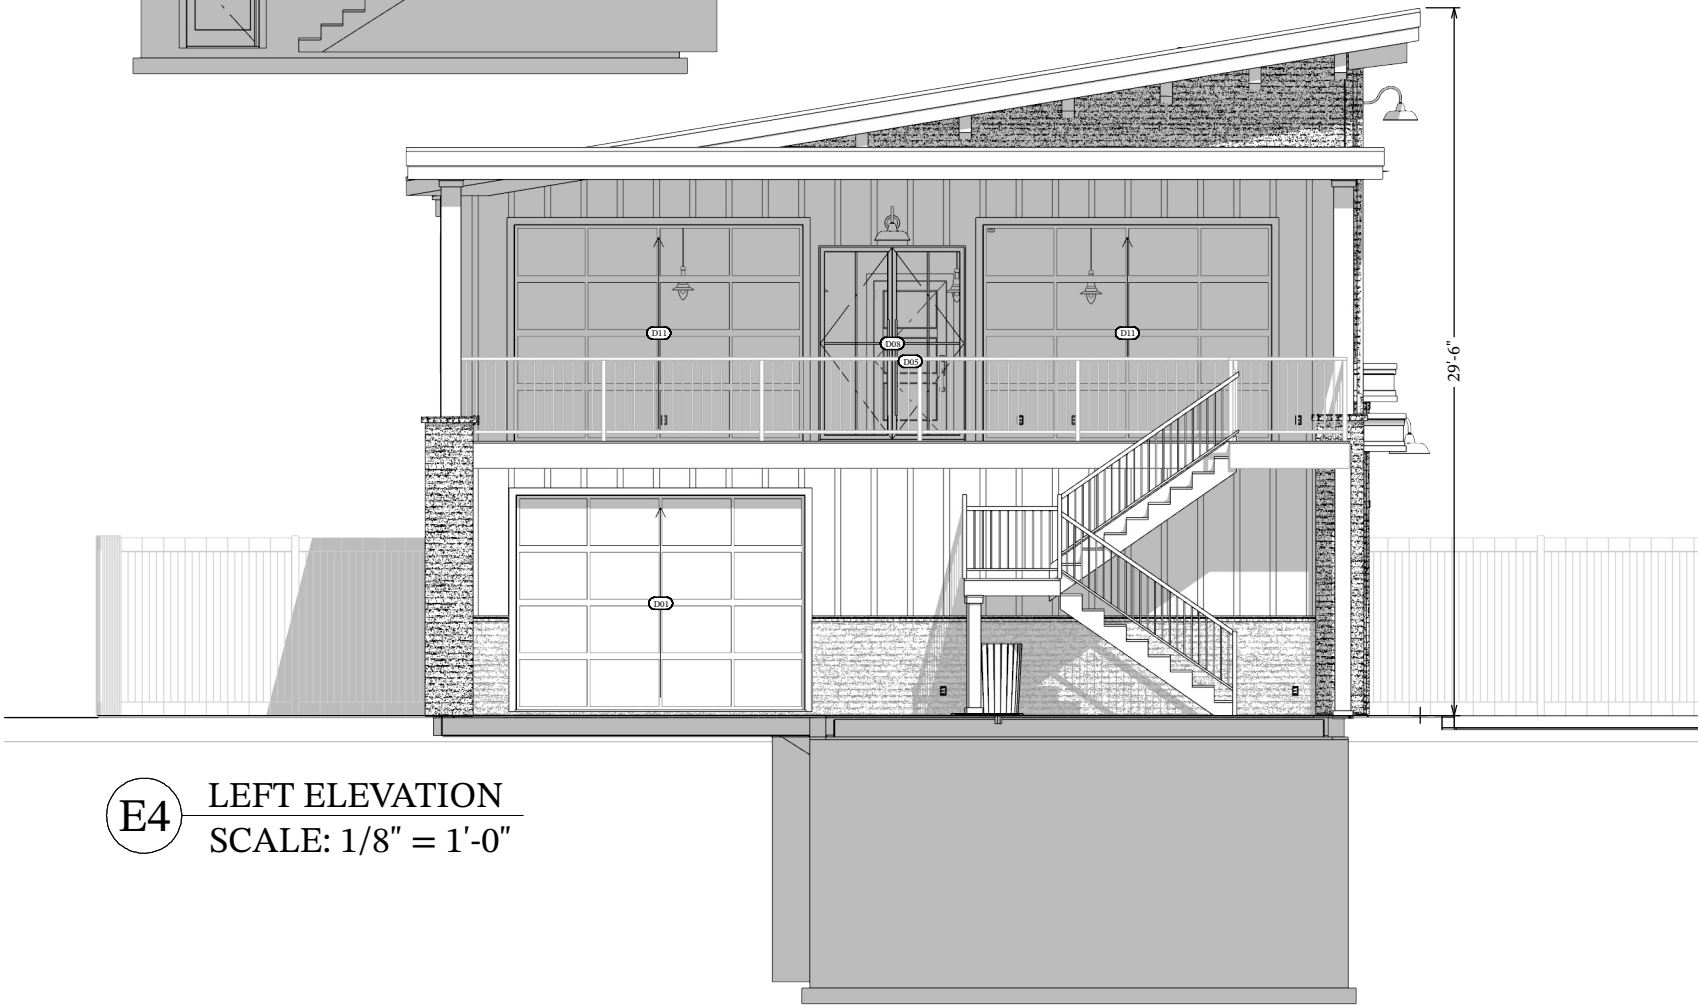 D11
D08
D05
D11
29'-6"
D01
E4
LEFT ELEVATION
SCALE: 1/8" = 1'-0"